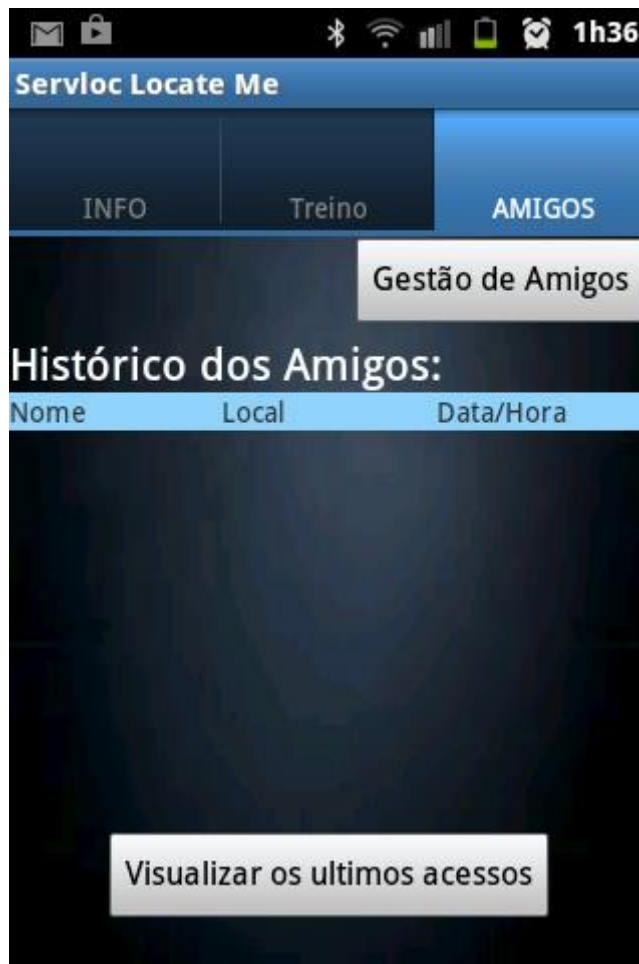 1h36
Servloc Locate Me
INFO Treino AMIGOS
Gestão de Amigos
Histórico dos Amigos:
Nome Local Data/Hora
Visualizar os ultimos acessos